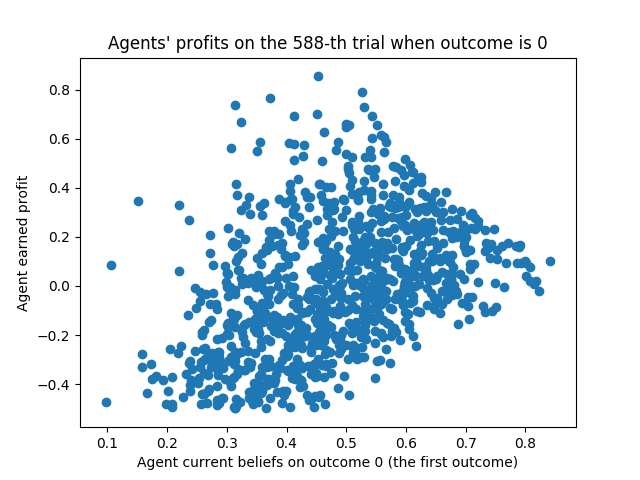 Agents' profits on the 588-th trial when outcome is 0
Agent earned profit
0.8
0.6
0.4
0.2
0.0
−0.2
−0.4
0.1 0.2 0.3 0.4 0.5 0.6 0.7 0.8
Agent current beliefs on outcome 0 (the first outcome)